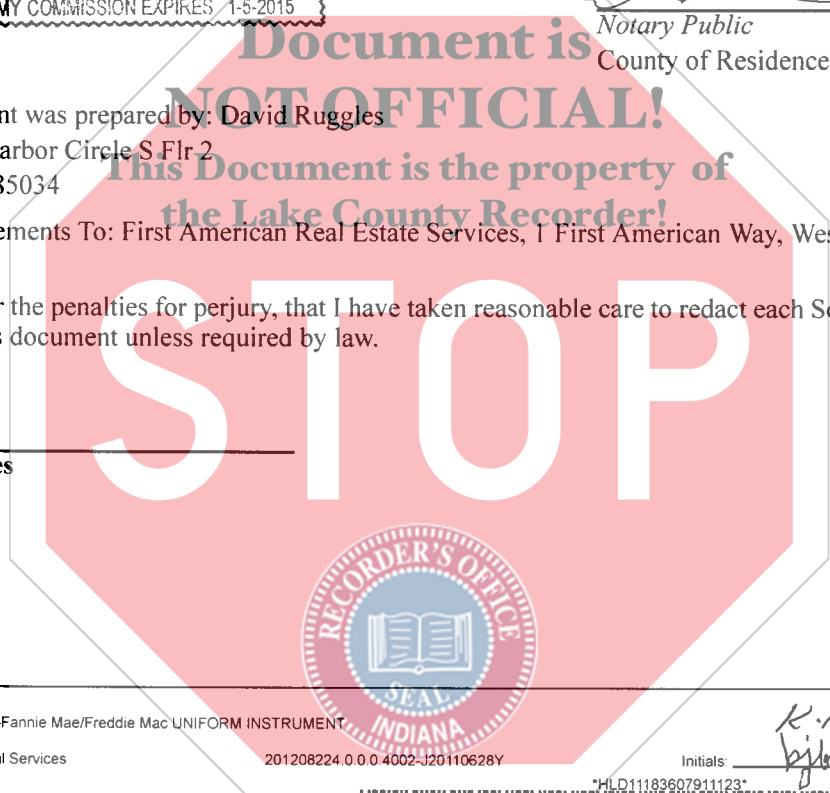 MY COMMISSION EXPIRES 1-5-2015
Document is
Notary Public
County of Residence
NOT OFFICIAL!
nt was prepared by: David Ruggles
arbor Circle S Flr 2
This Document is the property of
85034
the Lake County Recorder!
ements To: First American Real Estate Services, 1 First American Way, Wes
r the penalties for perjury, that I have taken reasonable care to redact each Se
s document unless required by law.
STOP
es
RECORDER'S OFFICE
SEAL
INDIANA
-Fannie Mae/Freddie Mac UNIFORM INSTRUMENT
l Services
201208224.0.0.0.4002-J20110628Y
Initials:
*HLD11183607911123*